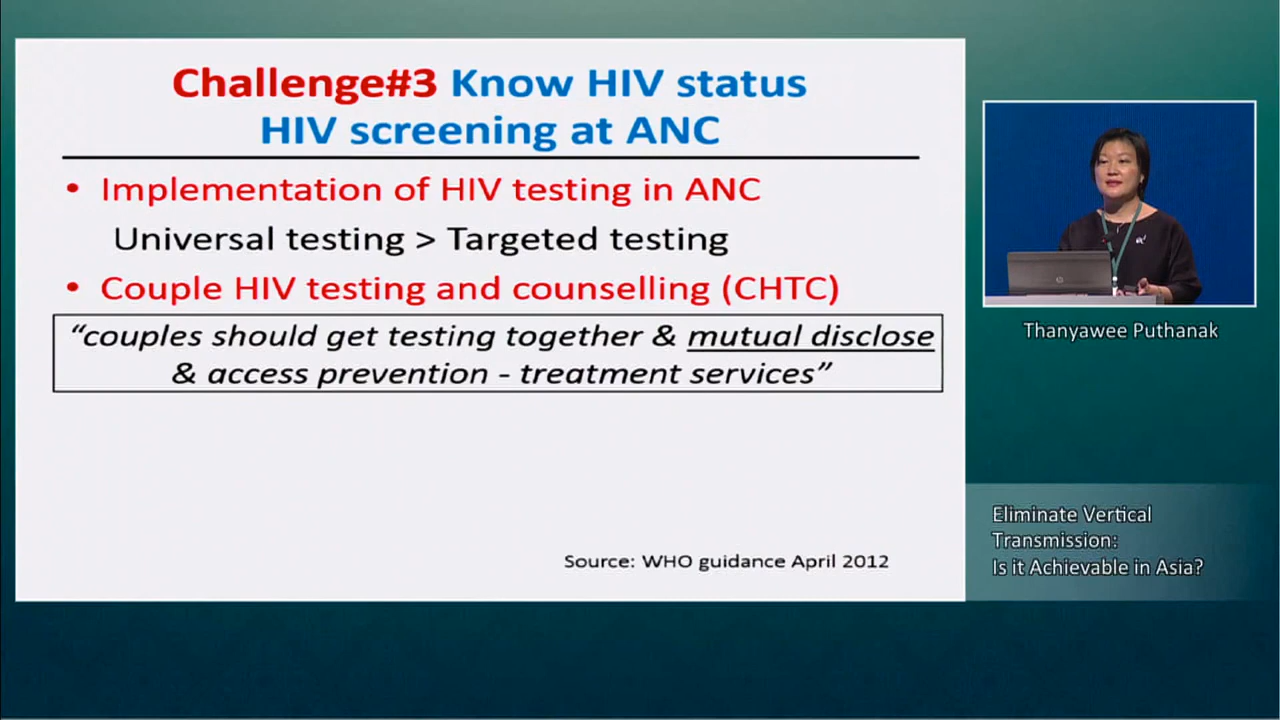 Challenge#3 Know HIV status
HIV screening at ANC
• Implementation of HIV testing in ANC
Universal testing > Targeted testing
• Couple HIV testing and counselling (CHTC)
“couples should get testing together & mutual disclose
& access prevention - treatment services”
Source: WHO guidance April 2012
Thanyawee Puthanak
Eliminate Vertical
Transmission:
Is it Achievable in Asia?